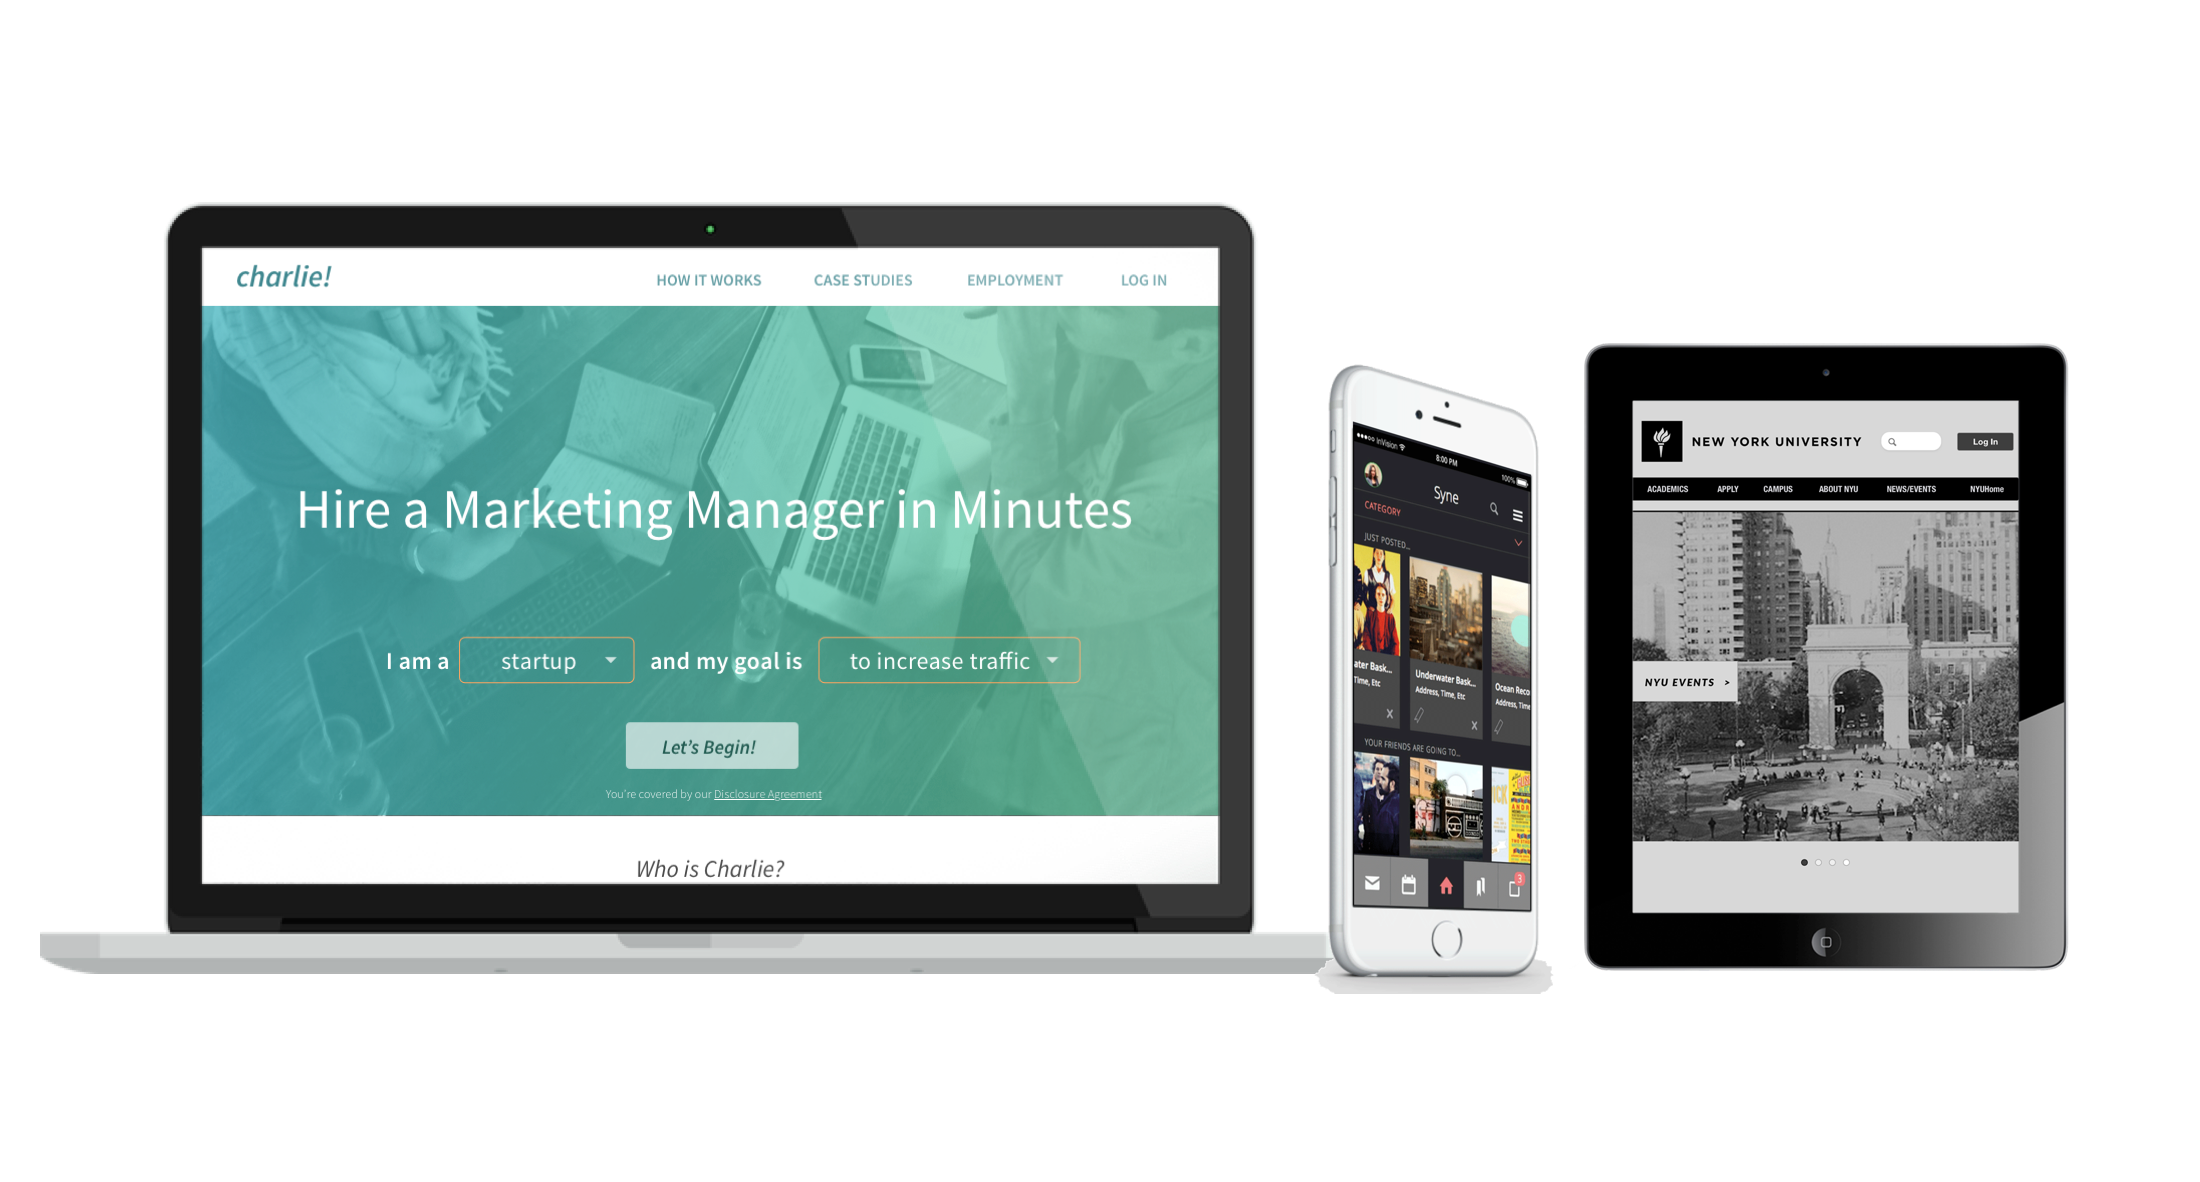 charlie!
HOW IT WORKS CASE STUDIES EMPLOYMENT LOG IN
Hire a Marketing Manager in Minutes
I am a startup and my goal is to increase traffic
Let's Begin!
You're covered by our Disclosure Agreement
Who is Charlie?
InVision 8:00 PM 100%
Syne
CATEGORY
JUST POSTED...
ater Bask...
Time, Etc
Underwater Bask...
Address, Time, Etc
Ocean Reco
Address, Time
YOUR FRIENDS ARE GOING TO...
3
NEW YORK UNIVERSITY Log In
ACADEMICS APPLY CAMPUS ABOUT NYU NEWS/EVENTS NYUHome
NYU EVENTS >